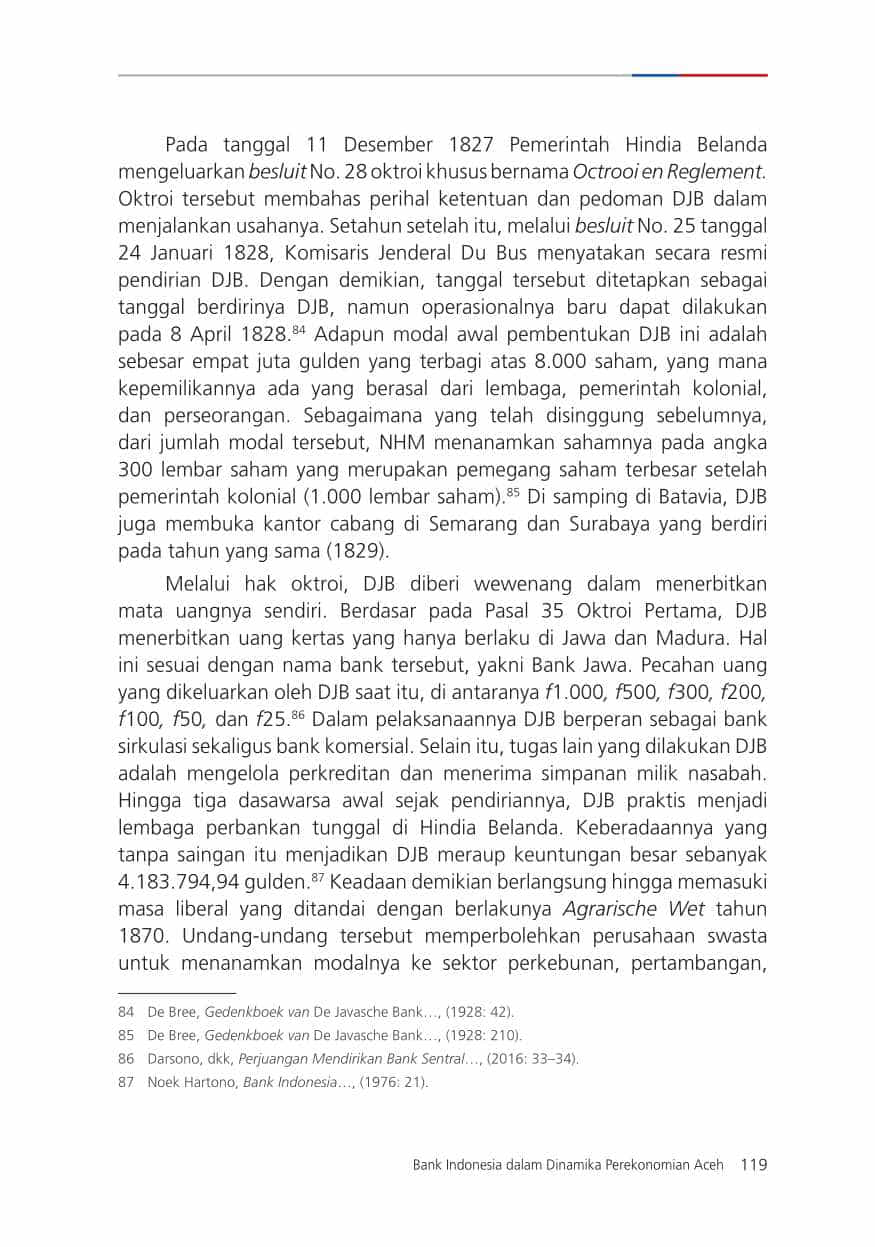 Pada tanggal 11 Desember 1827 Pemerintah Hindia Belanda
mengeluarkan besluit No. 28 oktroi khusus bernama Octrooi en Reglement.
Oktroi tersebut membahas perihal ketentuan dan pedoman DJB dalam
menjalankan usahanya. Setahun setelah itu, melalui besluit No. 25 tanggal
24 Januari 1828, Komisaris Jenderal Du Bus menyatakan secara resmi
pendirian DJB. Dengan demikian, tanggal tersebut ditetapkan sebagai
tanggal berdirinya DJB, namun operasionalnya baru dapat dilakukan
pada 8 April 1828.84 Adapun modal awal pembentukan DJB ini adalah
sebesar empat juta gulden yang terbagi atas 8.000 saham, yang mana
kepemilikannya ada yang berasal dari lembaga, pemerintah kolonial,
dan perseorangan. Sebagaimana yang telah disinggung sebelumnya,
dari jumlah modal tersebut, NHM menanamkan sahamnya pada angka
300 lembar saham yang merupakan pemegang saham terbesar setelah
pemerintah kolonial (1.000 lembar saham).85 Di samping di Batavia, DJB
juga membuka kantor cabang di Semarang dan Surabaya yang berdiri
pada tahun yang sama (1829).
Melalui hak oktroi, DJB diberi wewenang dalam menerbitkan
mata uangnya sendiri. Berdasar pada Pasal 35 Oktroi Pertama, DJB
menerbitkan uang kertas yang hanya berlaku di Jawa dan Madura. Hal
ini sesuai dengan nama bank tersebut, yakni Bank Jawa. Pecahan uang
yang dikeluarkan oleh DJB saat itu, di antaranya f1.000, f500, f300, f200,
f100, f50, dan f25.86 Dalam pelaksanaannya DJB berperan sebagai bank
sirkulasi sekaligus bank komersial. Selain itu, tugas lain yang dilakukan DJB
adalah mengelola perkreditan dan menerima simpanan milik nasabah.
Hingga tiga dasawarsa awal sejak pendiriannya, DJB praktis menjadi
lembaga perbankan tunggal di Hindia Belanda. Keberadaannya yang
tanpa saingan itu menjadikan DJB meraup keuntungan besar sebanyak
4.183.794,94 gulden.87 Keadaan demikian berlangsung hingga memasuki
masa liberal yang ditandai dengan berlakunya Agrarische Wet tahun
1870. Undang-undang tersebut memperbolehkan perusahaan swasta
untuk menanamkan modalnya ke sektor perkebunan, pertambangan,
84 De Bree, Gedenkboek van De Javasche Bank…, (1928: 42).
85 De Bree, Gedenkboek van De Javasche Bank…, (1928: 210).
86 Darsono, dkk, Perjuangan Mendirikan Bank Sentral…, (2016: 33–34).
87 Noek Hartono, Bank Indonesia…, (1976: 21).
Bank Indonesia dalam Dinamika Perekonomian Aceh 119